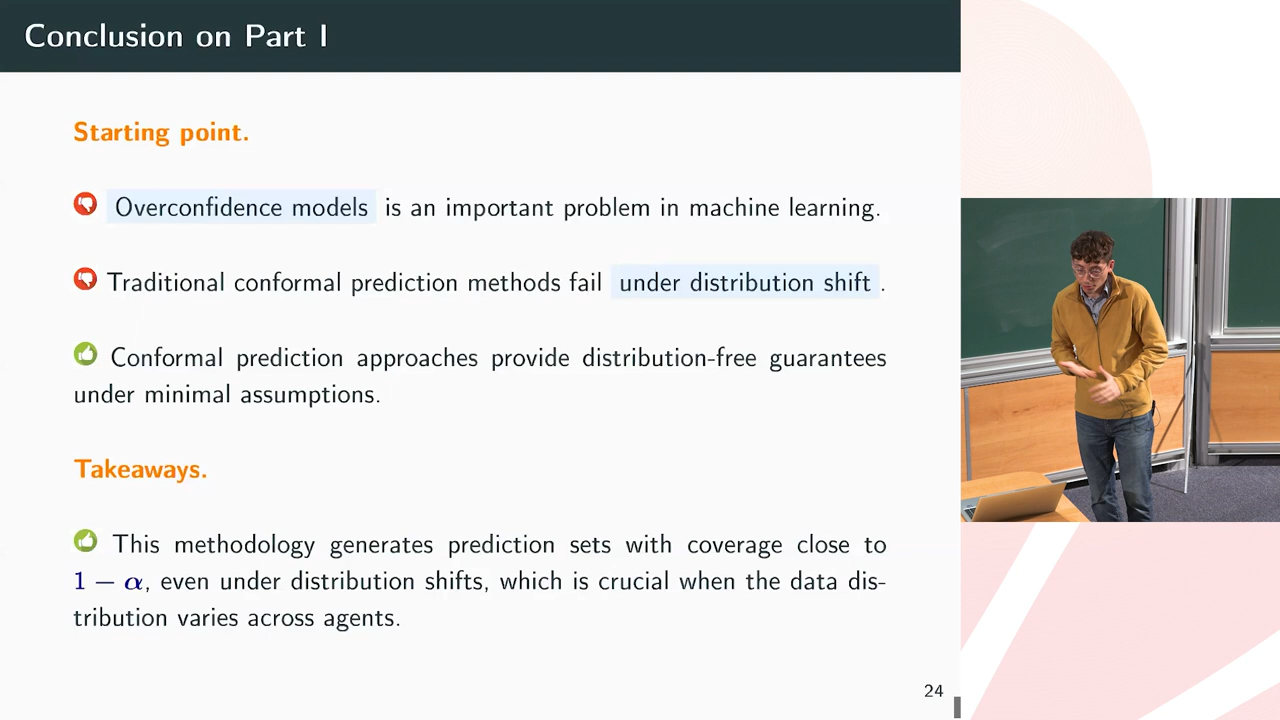 Conclusion on Part I
Starting point.
Overconfidence models is an important problem in machine learning.
Traditional conformal prediction methods fail under distribution shift.
Conformal prediction approaches provide distribution-free guarantees
under minimal assumptions.
Takeaways.
This methodology generates prediction sets with coverage close to
1 − α, even under distribution shifts, which is crucial when the data dis-
tribution varies across agents.
24